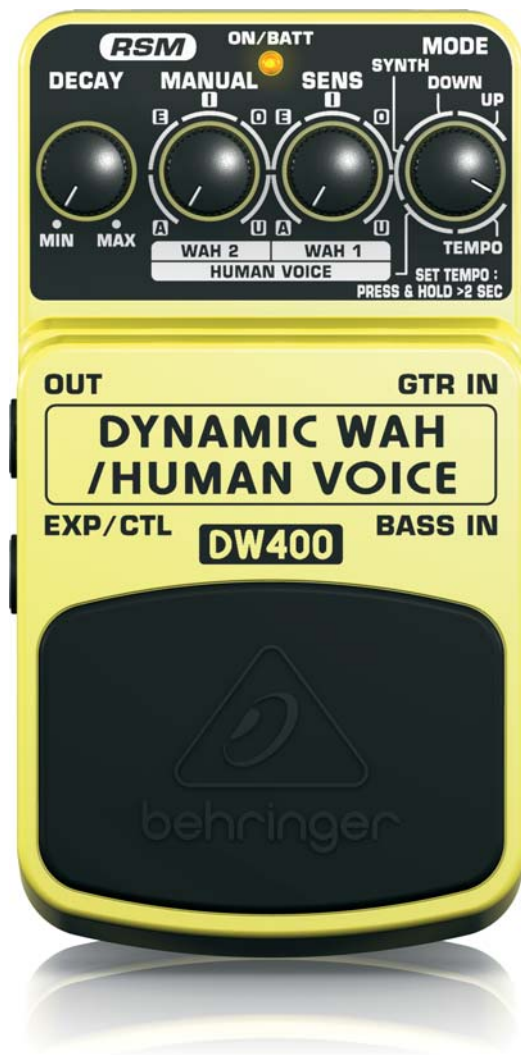 RSM
ON/BATT
MODE
DECAY
MANUAL
SENS
SYNTH
DOWN
UP
E
I
O
E
I
O
A
U
A
U
MIN
MAX
TEMPO
WAH 2
WAH 1
HUMAN VOICE
SET TEMPO :
PRESS & HOLD >2 SEC
OUT
GTR IN
DYNAMIC WAH
/HUMAN VOICE
EXP/CTL
BASS IN
DW400
behringer